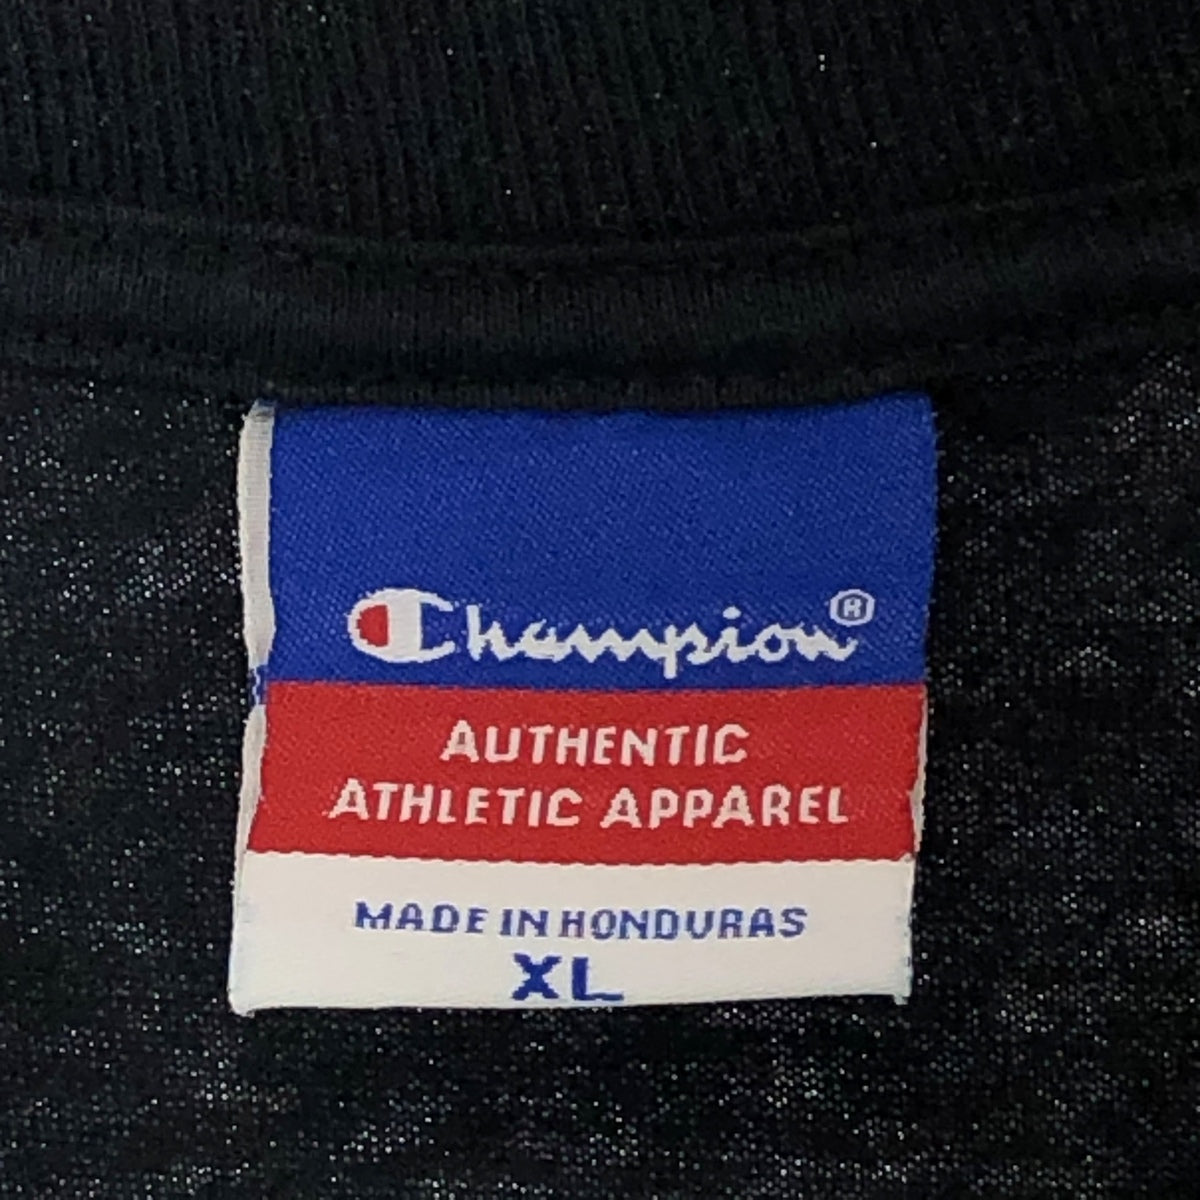 Champion®
AUTHENTIC
ATHLETIC APPAREL
MADE IN HONDURAS
XL